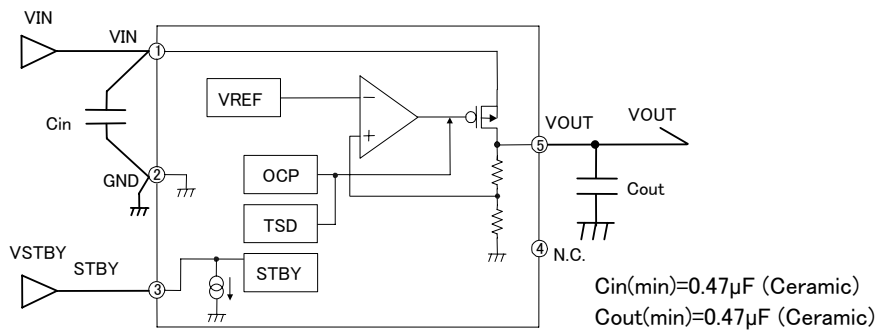 VIN
VIN
1
VREF
−
+
VOUT
VOUT
5
Cin
2
GND
OCP
Cout
TSD
4
N.C.
VSTBY
STBY
3
STBY
Cin(min)=0.47μF (Ceramic)
Cout(min)=0.47μF (Ceramic)